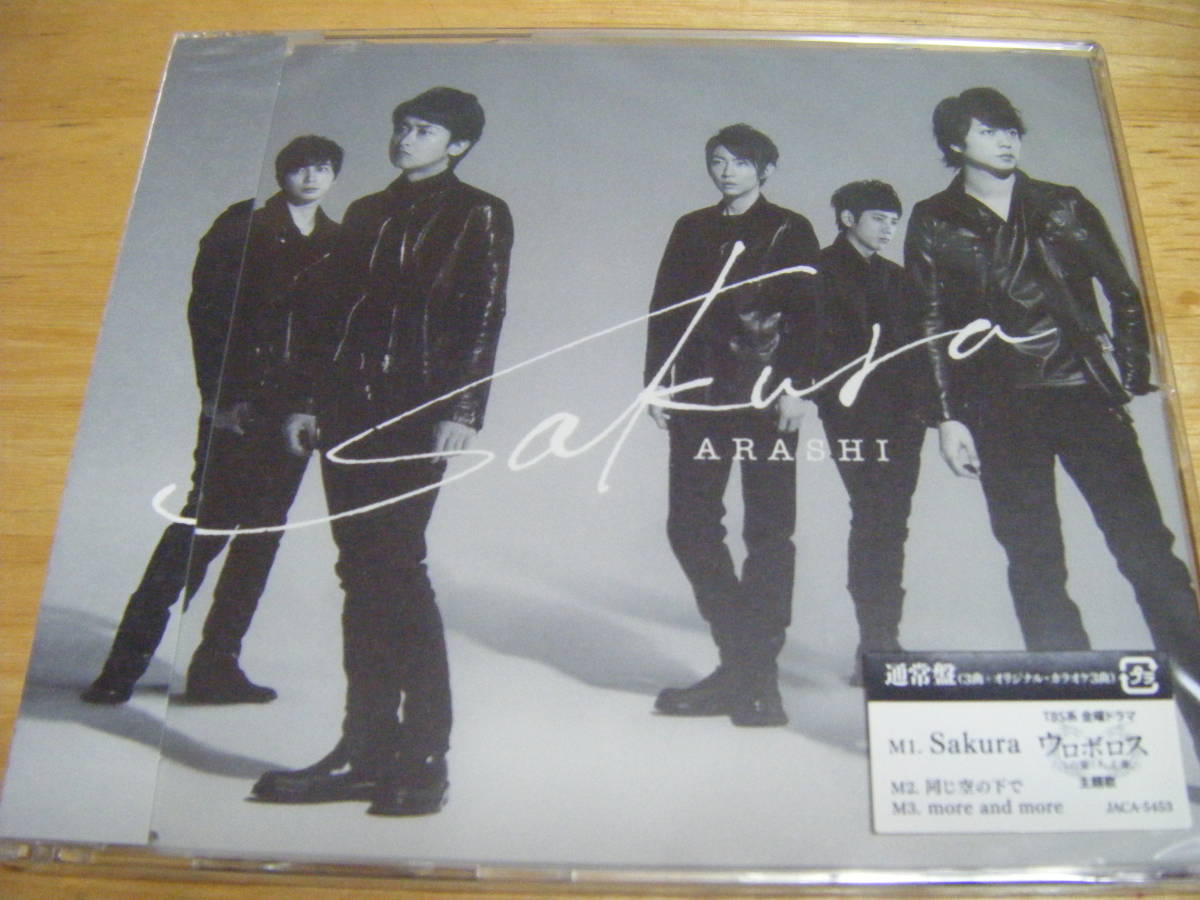 Sakura
ARASHI
通常盤(3曲+オリジナル・カラオケ3曲)
M1. Sakura
TBS系 金曜ドラマ
ウロボロス
主題歌
M2. 同じ空の下で
M3. more and more
JACA-5453